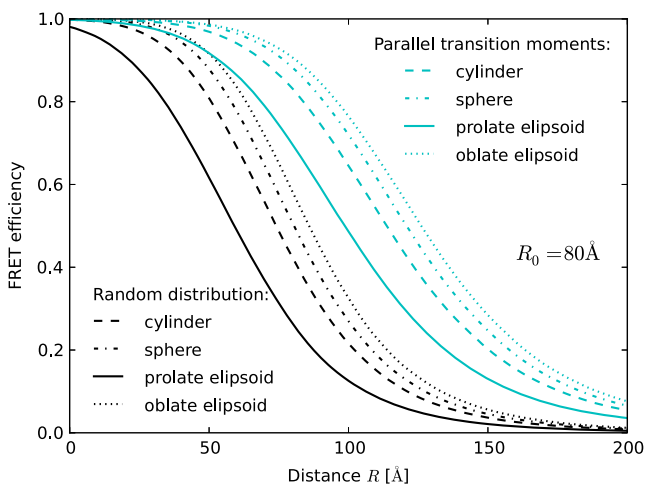 1.0
0.8
0.6
0.4
0.2
0.0
FRET efficiency
Parallel transition moments:
cylinder
sphere
prolate elipsoid
oblate elipsoid
R₀ = 80Å
Random distribution:
cylinder
sphere
prolate elipsoid
oblate elipsoid
0 50 100 150 200
Distance R [Å]